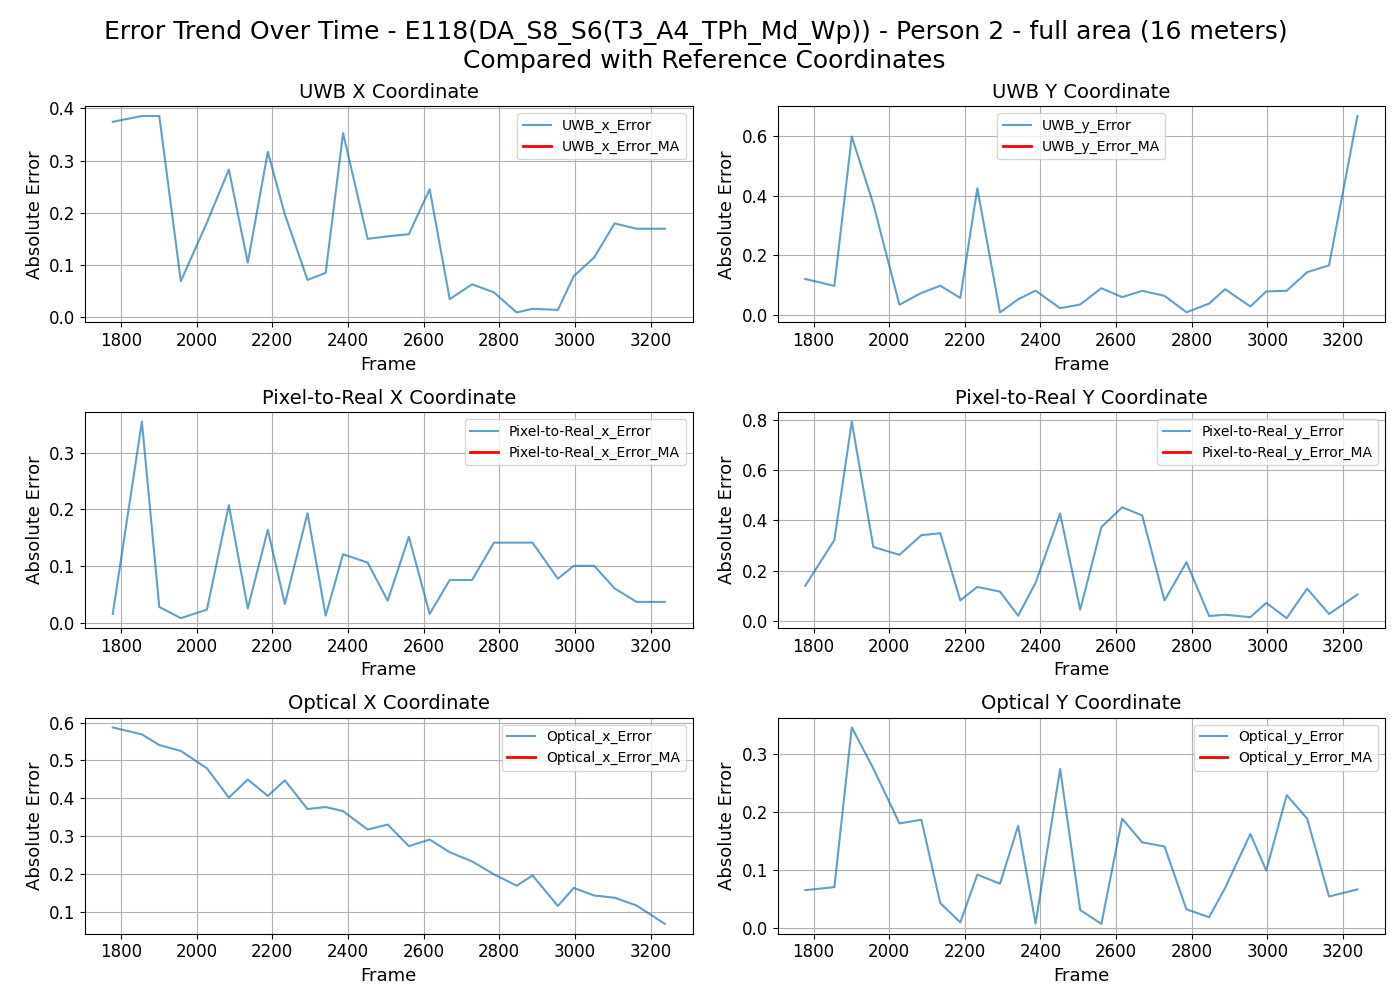 Error Trend Over Time - E118(DA_S8_S6(T3_A4_TPh_Md_Wp)) - Person 2 - full area (16 meters)
Compared with Reference Coordinates
UWB X Coordinate
Absolute Error
0.4
0.3
0.2
0.1
0.0
UWB_x_Error
UWB_x_Error_MA
1800 2000 2200 2400 2600 2800 3000 3200
Frame
UWB Y Coordinate
Absolute Error
0.6
0.4
0.2
0.0
UWB_y_Error
UWB_y_Error_MA
1800 2000 2200 2400 2600 2800 3000 3200
Frame
Pixel-to-Real X Coordinate
Absolute Error
0.3
0.2
0.1
0.0
Pixel-to-Real_x_Error
Pixel-to-Real_x_Error_MA
1800 2000 2200 2400 2600 2800 3000 3200
Frame
Pixel-to-Real Y Coordinate
Absolute Error
0.8
0.6
0.4
0.2
0.0
Pixel-to-Real_y_Error
Pixel-to-Real_y_Error_MA
1800 2000 2200 2400 2600 2800 3000 3200
Frame
Optical X Coordinate
Absolute Error
0.6
0.5
0.4
0.3
0.2
0.1
Optical_x_Error
Optical_x_Error_MA
1800 2000 2200 2400 2600 2800 3000 3200
Frame
Optical Y Coordinate
Absolute Error
0.3
0.2
0.1
0.0
Optical_y_Error
Optical_y_Error_MA
1800 2000 2200 2400 2600 2800 3000 3200
Frame